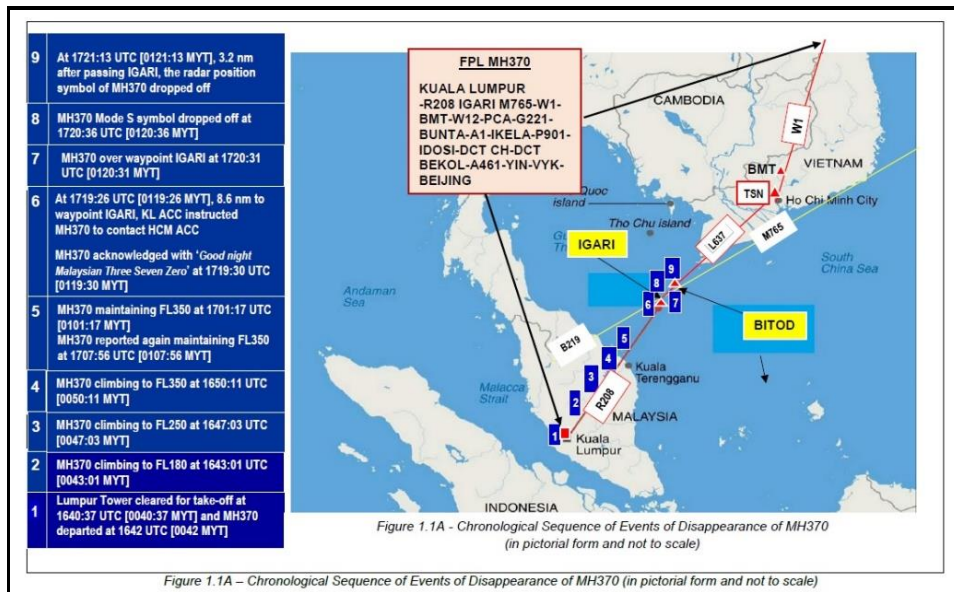 9 At 1721:13 UTC [0121:13 MYT], 3.2 nm
after passing IGARI, the radar position
symbol of MH370 dropped off
8 MH370 Mode S symbol dropped off at
1720:36 UTC [0120:36 MYT]
7 MH370 over waypoint IGARI at 1720:31
UTC [0120:31 MYT]
6 At 1719:26 UTC [0119:26 MYT], 8.6 nm to
waypoint IGARI, KL ACC instructed
MH370 to contact HCM ACC
MH370 acknowledged with 'Good night
Malaysian Three Seven Zero' at 1719:30 UTC
[0119:30 MYT]
5 MH370 maintaining FL350 at 1701:17 UTC
[0101:17 MYT]
MH370 reported again maintaining FL350
at 1707:56 UTC [0107:56 MYT]
4 MH370 climbing to FL350 at 1650:11 UTC
[0050:11 MYT]
3 MH370 climbing to FL250 at 1647:03 UTC
[0047:03 MYT]
2 MH370 climbing to FL180 at 1643:01 UTC
[0043:01 MYT]
1 Lumpur Tower cleared for take-off at
1640:37 UTC [0040:37 MYT] and MH370
departed at 1642 UTC [0042 MYT]
FPL MH370
KUALA LUMPUR
-R208 IGARI M765-W1-
BMT-W12-PCA-G221-
BUNTA-A1-IKELA-P901-
IDOSI-DCT CH-DCT
BEKOL-A461-YIN-VYK-
BEIJING
CAMBODIA
W1
VIETNAM
BMT
TSN
Ho Chi Minh City
Quoc
island
Tho Chu island
L637
M765
IGARI
South
China Sea
Andaman
Sea
9
8
6
7
BITOD
B219
5
4
Kuala
Terengganu
3
Malacca
Strait
2
R208
MALAYSIA
1
Kuala
Lumpur
INDONESIA
Figure 1.1A - Chronological Sequence of Events of Disappearance of MH370
(in pictorial form and not to scale)
Figure 1.1A – Chronological Sequence of Events of Disappearance of MH370 (in pictorial form and not to scale)